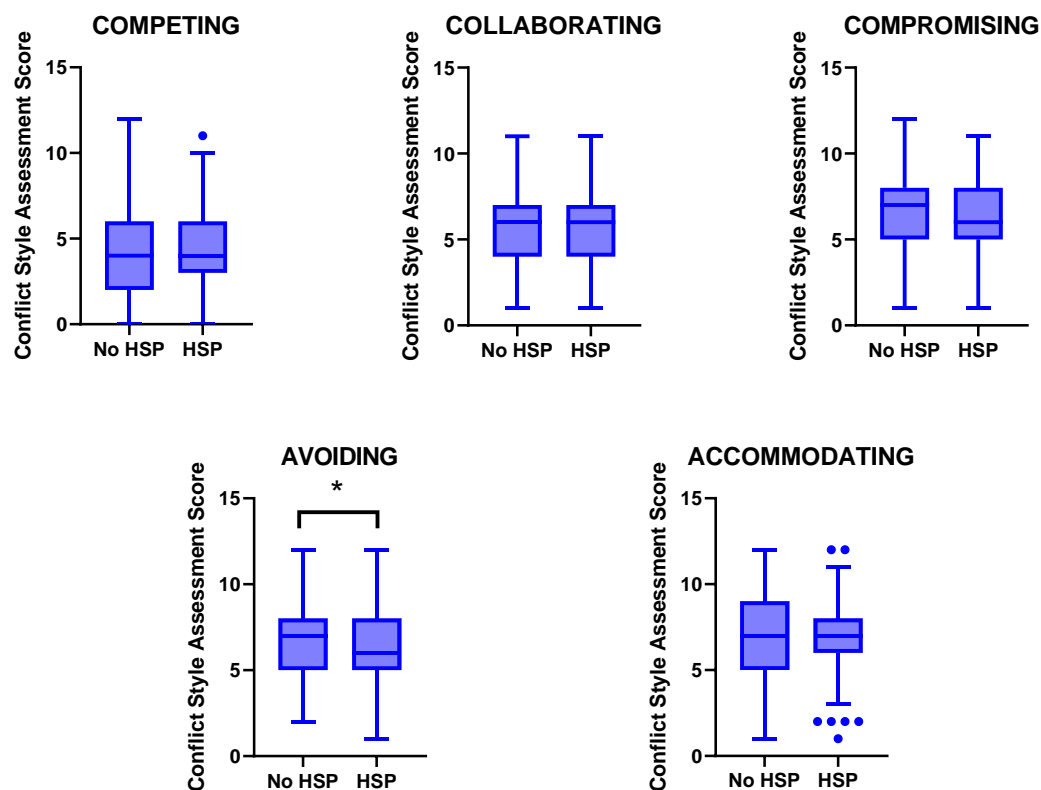 COMPETING
Conflict Style Assessment Score
15
10
5
0
No HSP HSP
COLLABORATING
Conflict Style Assessment Score
15
10
5
0
No HSP HSP
COMPROMISING
Conflict Style Assessment Score
15
10
5
0
No HSP HSP
AVOIDING
Conflict Style Assessment Score
15
10
5
0
*
No HSP HSP
ACCOMMODATING
Conflict Style Assessment Score
15
10
5
0
No HSP HSP